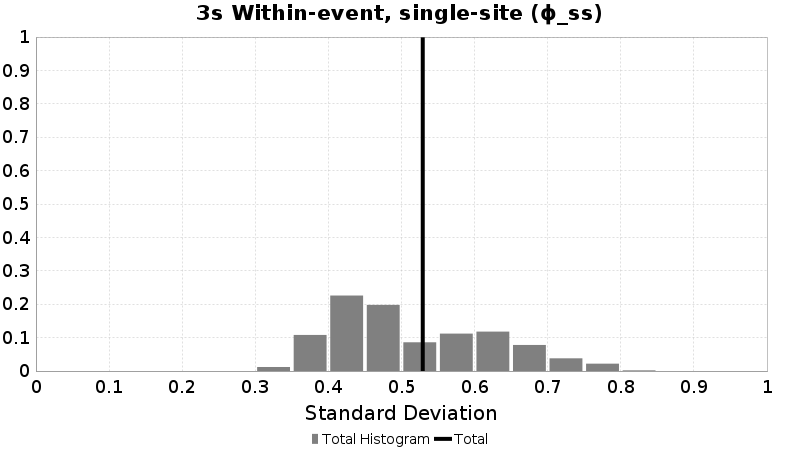 3s Within-event, single-site (ϕ_ss)
1
0.9
0.8
0.7
0.6
0.5
0.4
0.3
0.2
0.1
0
0 0.1 0.2 0.3 0.4 0.5 0.6 0.7 0.8 0.9 1
Standard Deviation
Total Histogram Total